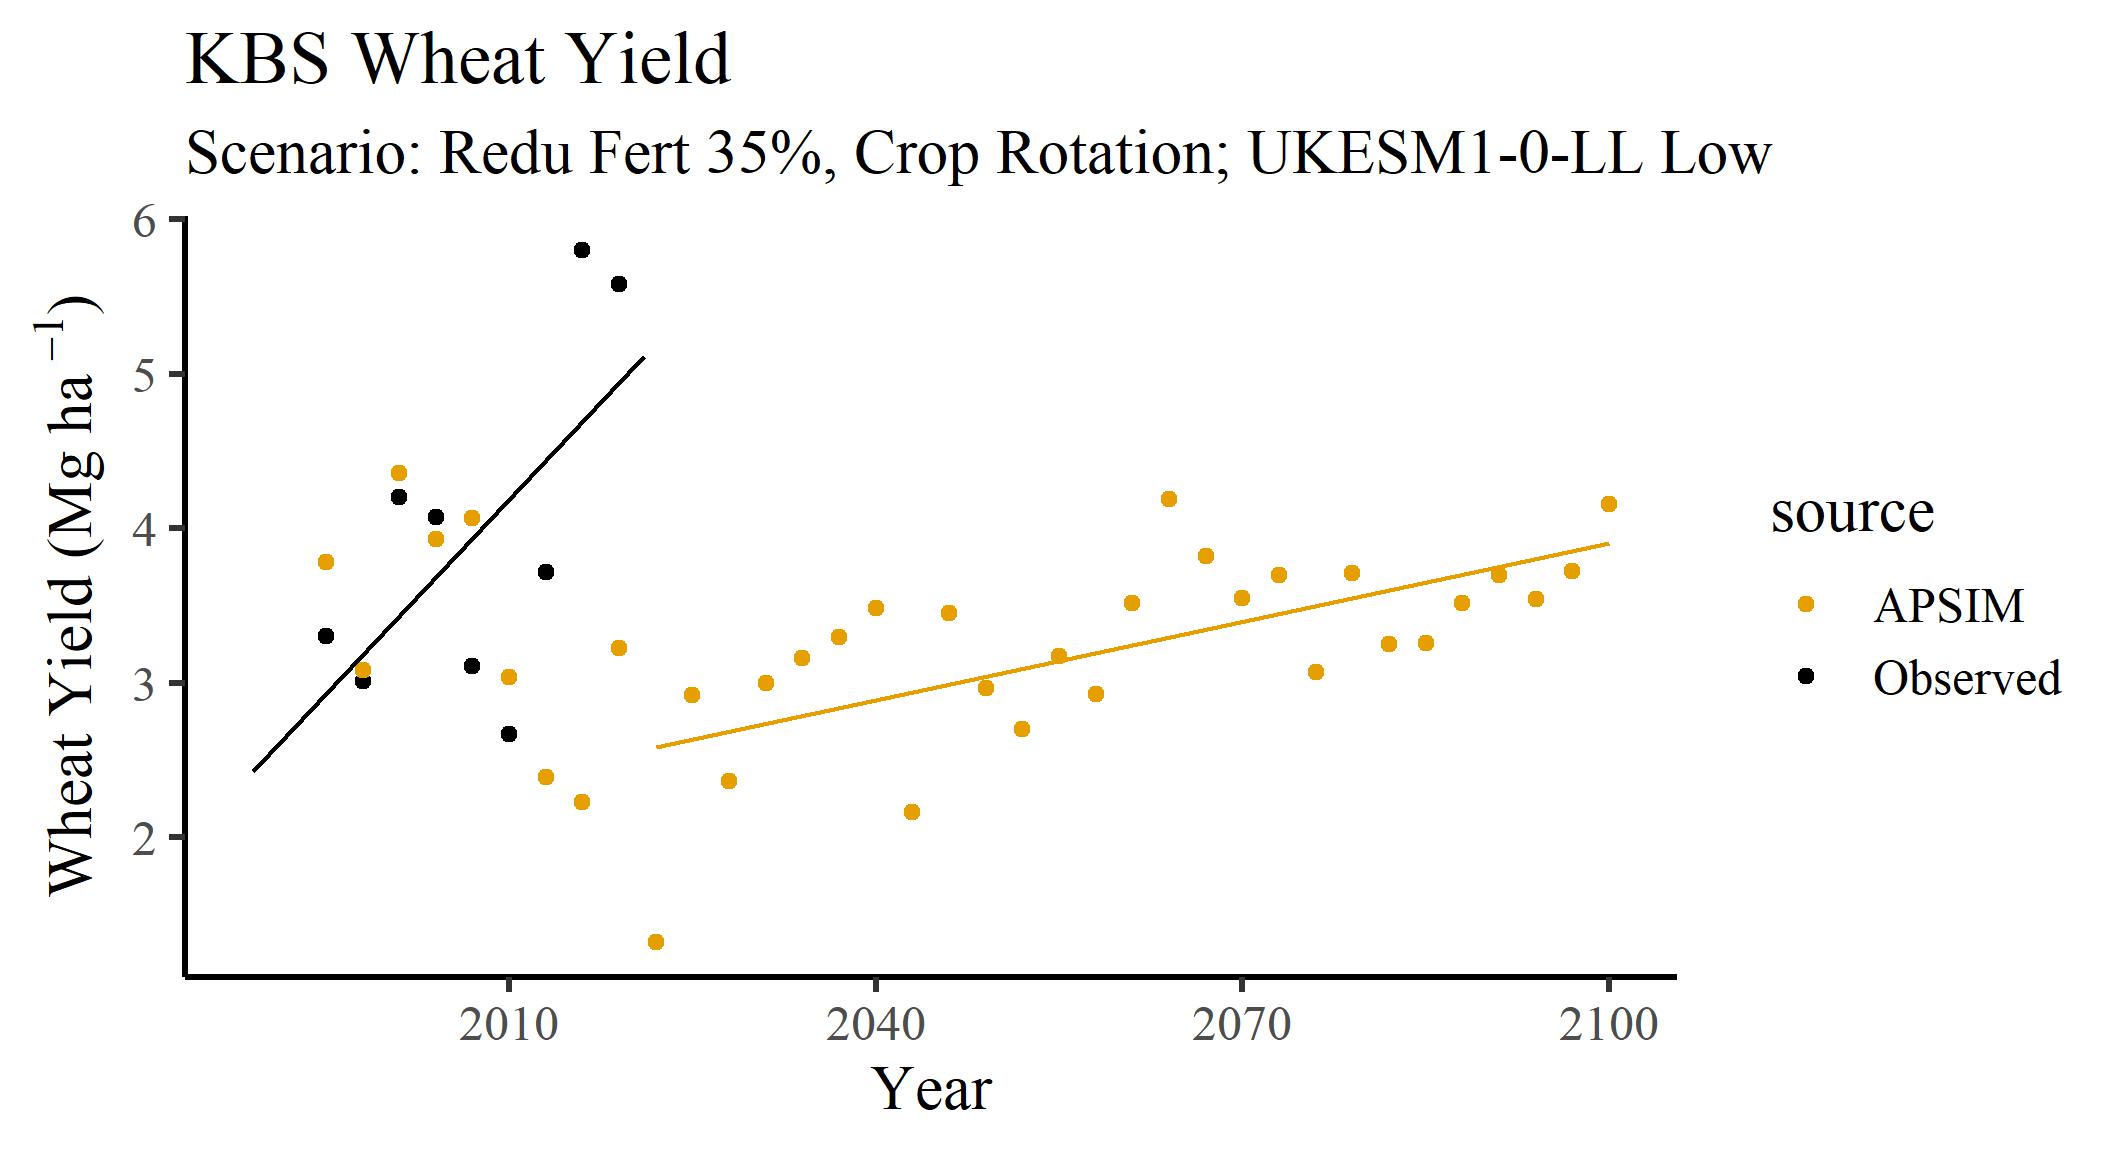 KBS Wheat Yield
Scenario: Redu Fert 35%, Crop Rotation; UKESM1-0-LL Low
Wheat Yield (Mg ha −1)
6
5
4
3
2
2010 2040 2070 2100
Year
source
APSIM
Observed